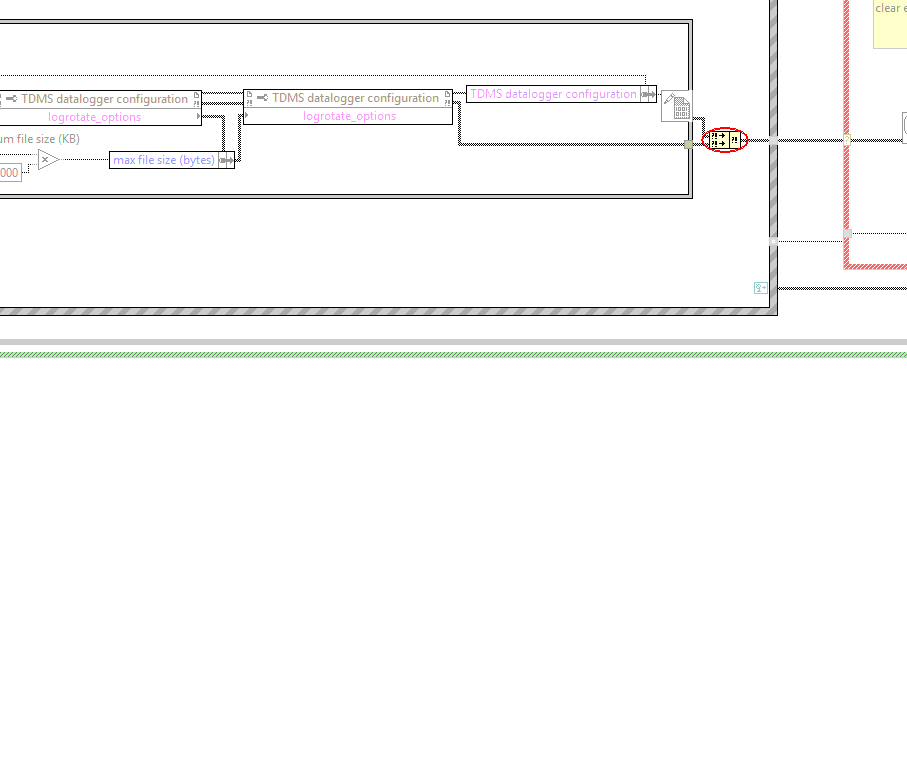 clear e
TDMS datalogger configuration
TDMS datalogger configuration
TDMS datalogger configuration
logrotate_options
logrotate_options
um file size (KB)
max file size (bytes)
000